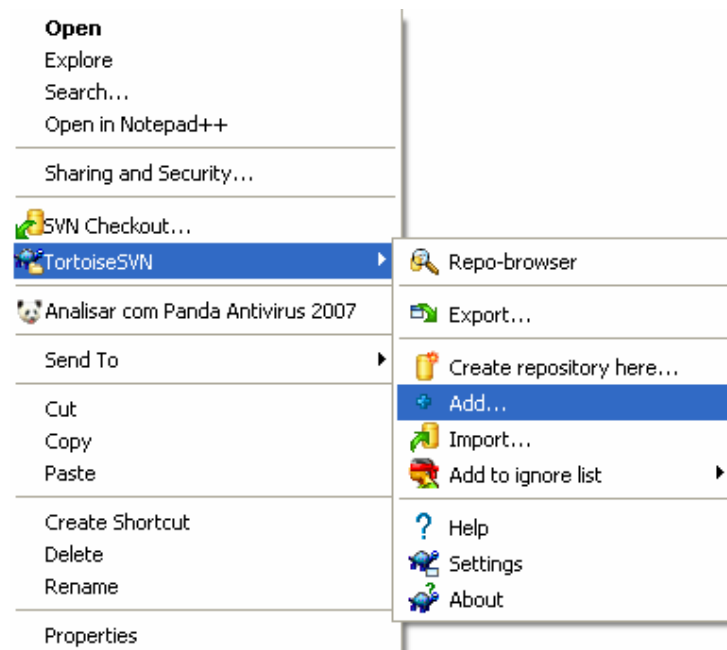 Open
Explore
Search...
Open in Notepad++
Sharing and Security...
SVN Checkout...
TortoiseSVN
Analisar com Panda Antivirus 2007
Send To
Cut
Copy
Paste
Create Shortcut
Delete
Rename
Properties
Repo-browser
Export...
Create repository here...
Add...
Import...
Add to ignore list
Help
Settings
About